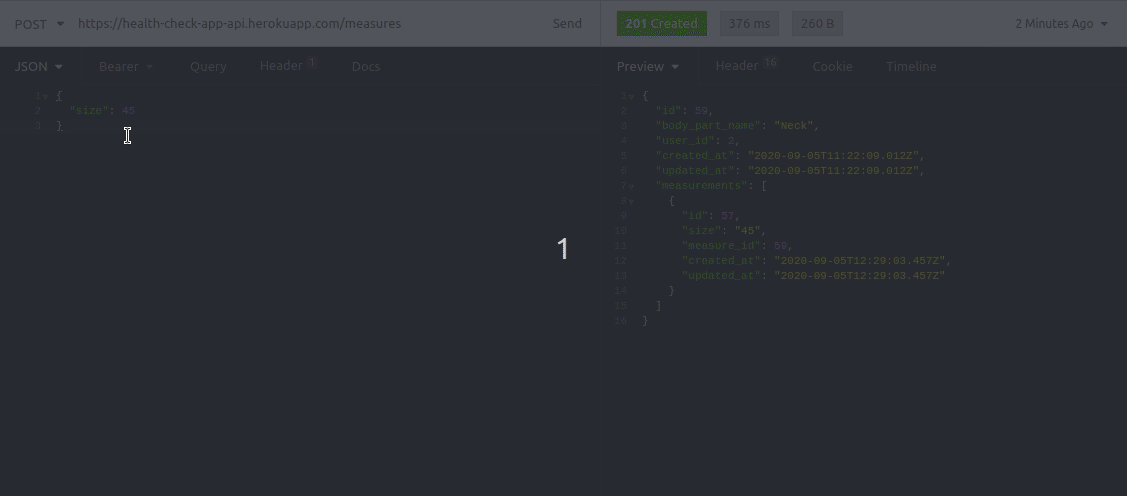 POST https://health-check-app-api.herokuapp.com/measures Send 201 Created 376 ms 260 B 2 Minutes Ago
JSON Bearer Query Header 1 Docs Preview Header 16 Cookie Timeline
1 {
2 "size": 45
3 }
1 {
2 "id": 59,
3 "body_part_name": "Neck",
4 "user_id": 2,
5 "created_at": "2020-09-05T11:22:09.012Z",
6 "updated_at": "2020-09-05T11:22:09.012Z",
7 "measurements": [
8 {
9 "id": 57,
10 "size": "45",
11 "measure_id": 59,
12 "created_at": "2020-09-05T12:29:03.457Z",
13 "updated_at": "2020-09-05T12:29:03.457Z"
14 }
15 ]
16 }
1